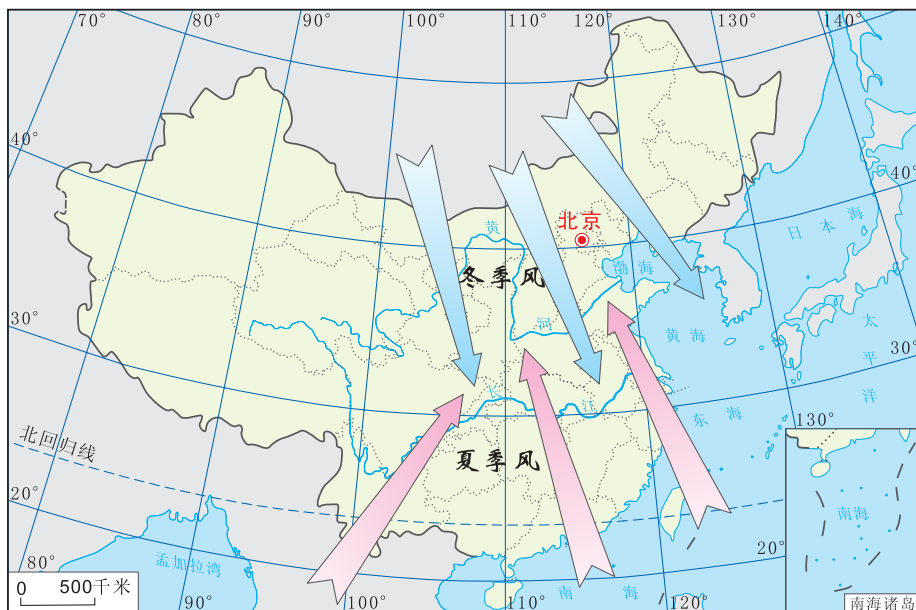 70°
80°
90°
100°
110°
120°
130°
140°
40°
40°
北京
黄
日本海
渤海
冬季风
河
黄海
太平洋
30°
30°
长
江
东海
130°
北回归线
夏季风
20°
南海
孟加拉湾
80°
20°
0 500千米
90°
100°
110°
南海
120°
南海诸岛